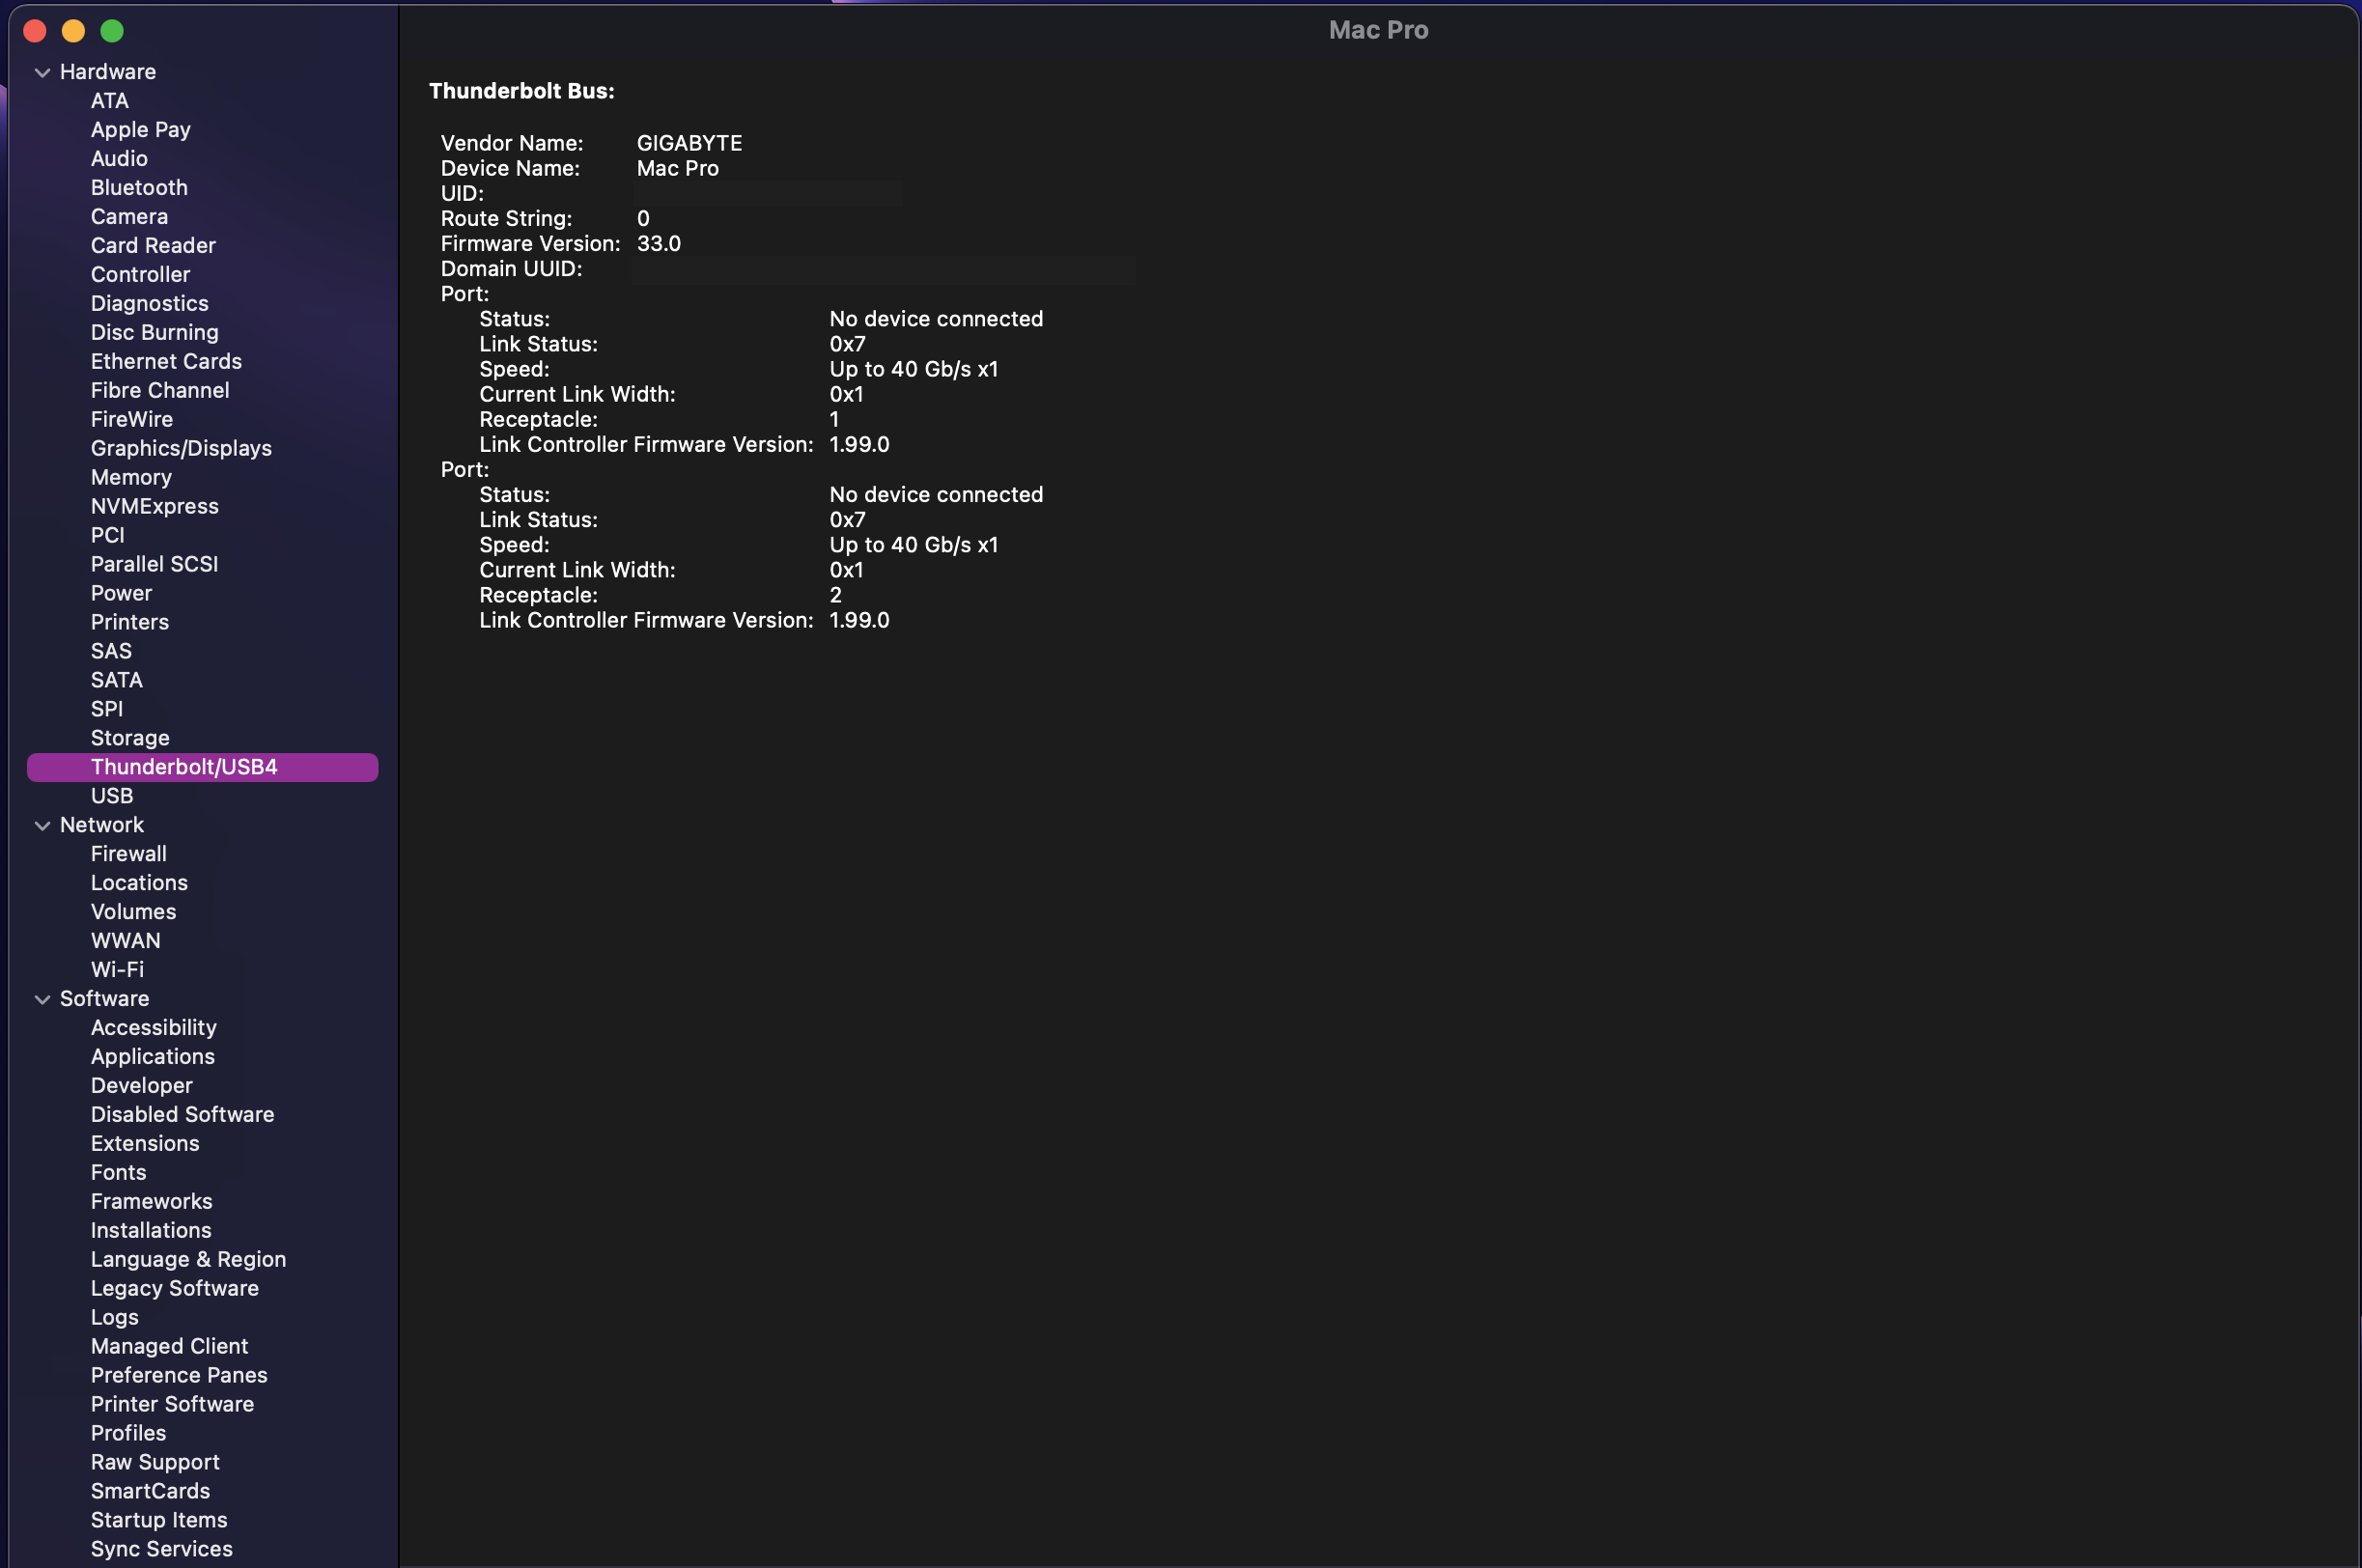 Mac Pro
Hardware
ATA
Apple Pay
Audio
Bluetooth
Camera
Card Reader
Controller
Diagnostics
Disc Burning
Ethernet Cards
Fibre Channel
FireWire
Graphics/Displays
Memory
NVMExpress
PCI
Parallel SCSI
Power
Printers
SAS
SATA
SPI
Storage
Thunderbolt/USB4
USB
Network
Firewall
Locations
Volumes
WWAN
Wi-Fi
Software
Accessibility
Applications
Developer
Disabled Software
Extensions
Fonts
Frameworks
Installations
Language & Region
Legacy Software
Logs
Managed Client
Preference Panes
Printer Software
Profiles
Raw Support
SmartCards
Startup Items
Sync Services
Thunderbolt Bus:
Vendor Name: GIGABYTE
Device Name: Mac Pro
UID:
Route String: 0
Firmware Version: 33.0
Domain UUID:
Port:
Status: No device connected
Link Status: 0x7
Speed: Up to 40 Gb/s x1
Current Link Width: 0x1
Receptacle: 1
Link Controller Firmware Version: 1.99.0
Port:
Status: No device connected
Link Status: 0x7
Speed: Up to 40 Gb/s x1
Current Link Width: 0x1
Receptacle: 2
Link Controller Firmware Version: 1.99.0